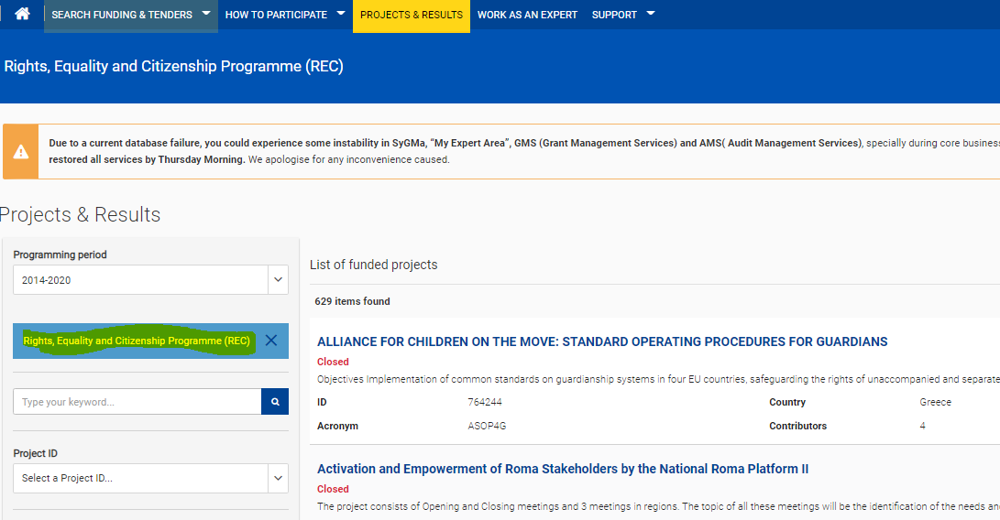 SEARCH FUNDING & TENDERS HOW TO PARTICIPATE PROJECTS & RESULTS WORK AS AN EXPERT SUPPORT
Rights, Equality and Citizenship Programme (REC)
Due to a current database failure, you could experience some instability in SyGMa, "My Expert Area", GMS (Grant Management Services) and AMS( Audit Management Services), specially during core business
restored all services by Thursday Morning. We apologise for any inconvenience caused.
Projects & Results
Programming period
2014-2020
Rights, Equality and Citizenship Programme (REC)
Type your keyword...
Project ID
Select a Project ID...
List of funded projects
629 items found
ALLIANCE FOR CHILDREN ON THE MOVE: STANDARD OPERATING PROCEDURES FOR GUARDIANS
Closed
Objectives Implementation of common standards on guardianship systems in four EU countries, safeguarding the rights of unaccompanied and separate
ID 764244 Country Greece
Acronym ASOP4G Contributors 4
Activation and Empowerment of Roma Stakeholders by the National Roma Platform II
Closed
The project consists of Opening and Closing meetings and 3 meetings in regions. The topic of all these meetings will be the identification of the needs an